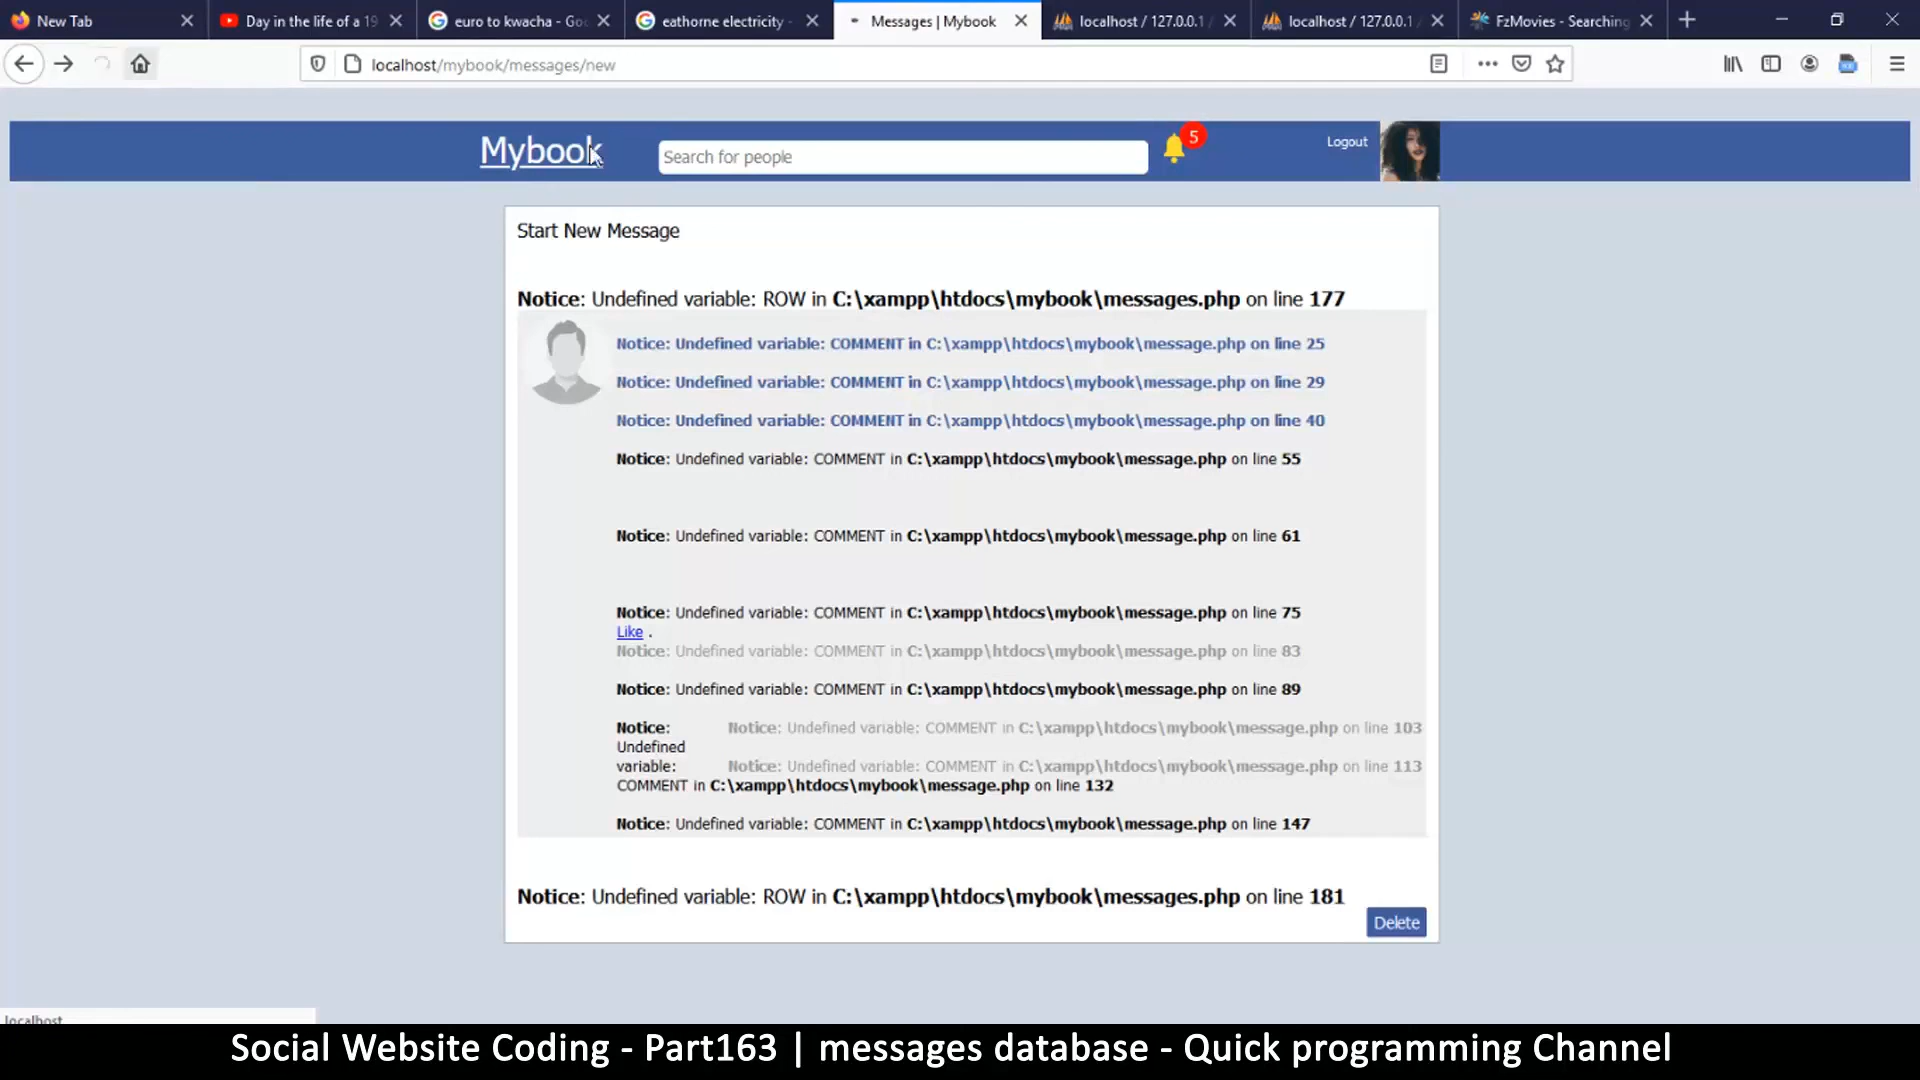 New Tab
Day in the life of a 19
euro to kwacha - Goo
eathorne electricity -
Messages | Mybook
localhost / 127.0.0.1 /
localhost / 127.0.0.1 /
FzMovies - Searching
localhost/mybook/messages/new
Mybook
Search for people
5
Logout
Start New Message
Notice: Undefined variable: ROW in C:\xampp\htdocs\mybook\messages.php on line 177
Notice: Undefined variable: COMMENT in C:\xampp\htdocs\mybook\message.php on line 25
Notice: Undefined variable: COMMENT in C:\xampp\htdocs\mybook\message.php on line 29
Notice: Undefined variable: COMMENT in C:\xampp\htdocs\mybook\message.php on line 40
Notice: Undefined variable: COMMENT in C:\xampp\htdocs\mybook\message.php on line 55
Notice: Undefined variable: COMMENT in C:\xampp\htdocs\mybook\message.php on line 61
Notice: Undefined variable: COMMENT in C:\xampp\htdocs\mybook\message.php on line 75
Like .
Notice: Undefined variable: COMMENT in C:\xampp\htdocs\mybook\message.php on line 83
Notice: Undefined variable: COMMENT in C:\xampp\htdocs\mybook\message.php on line 89
Notice: Undefined variable: COMMENT in C:\xampp\htdocs\mybook\message.php on line 103
Notice: Undefined variable: COMMENT in C:\xampp\htdocs\mybook\message.php on line 113
Notice:
Undefined
variable:
COMMENT in C:\xampp\htdocs\mybook\message.php on line 132
Notice: Undefined variable: COMMENT in C:\xampp\htdocs\mybook\message.php on line 147
Notice: Undefined variable: ROW in C:\xampp\htdocs\mybook\messages.php on line 181
Delete
localhost
Social Website Coding - Part163 | messages database - Quick programming Channel